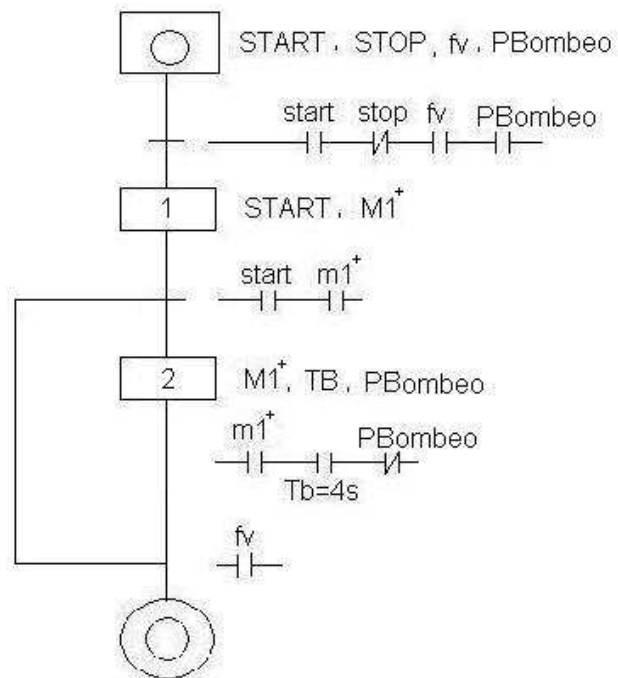 START, STOP, fv, PBombeo
start stop fv PBombeo
1 START, M1+
start m1+
2 M1+, TB, PBombeo
m1+ PBombeo
Tb=4s
fv